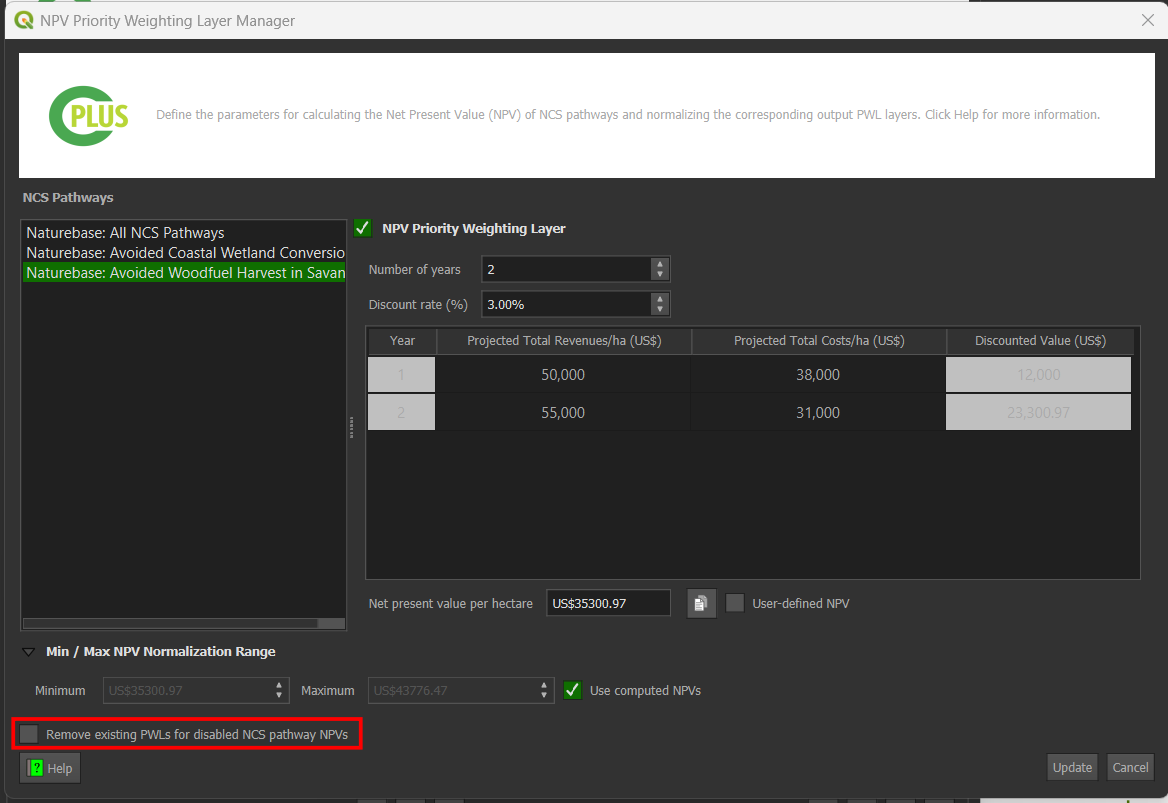 NPV Priority Weighting Layer Manager
CPLUS
Define the parameters for calculating the Net Present Value (NPV) of NCS pathways and normalizing the corresponding output PWL layers. Click Help for more information.
NCS Pathways
Naturebase: All NCS Pathways
Naturebase: Avoided Coastal Wetland Conversio
Naturebase: Avoided Woodfuel Harvest in Savan
NPV Priority Weighting Layer
Number of years 2
Discount rate (%) 3.00%
Year Projected Total Revenues/ha (US$) Projected Total Costs/ha (US$) Discounted Value (US$)
1 50,000 38,000 12,000
2 55,000 31,000 23,300.97
Net present value per hectare US$35300.97 User-defined NPV
Min / Max NPV Normalization Range
Minimum US$35300.97 Maximum US$43776.47 Use computed NPVs
Remove existing PWLs for disabled NCS pathway NPVs
? Help Update Cancel